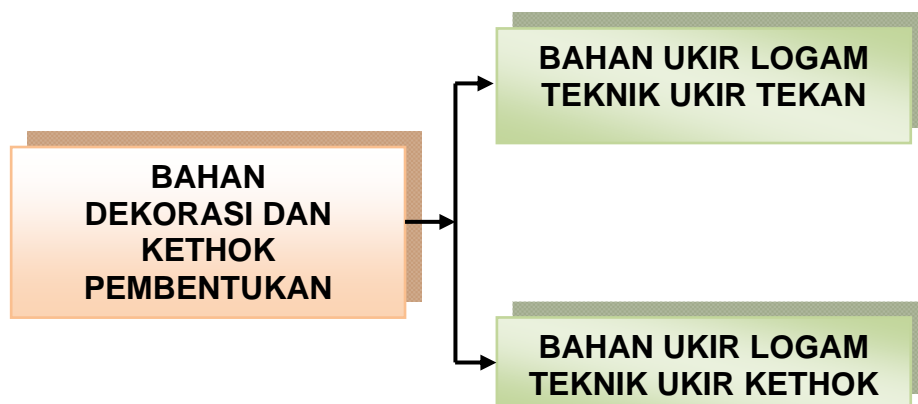 BAHAN
DEKORASI DAN
KETHOK
PEMBENTUKAN
BAHAN UKIR LOGAM
TEKNIK UKIR TEKAN
BAHAN UKIR LOGAM
TEKNIK UKIR KETHOK